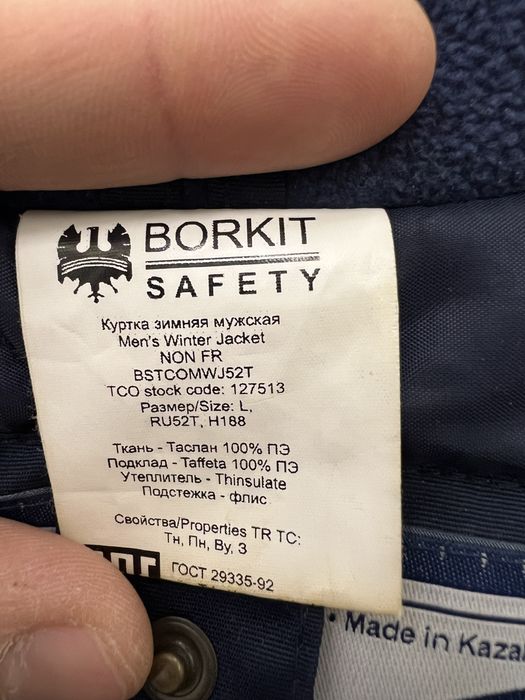 BORKIT
SAFETY
Куртка зимняя мужская
Men's Winter Jacket
NON FR
BSTCOMWJ52T
TCO stock code: 127513
Размер/Size: L,
RU52T, H188
Ткань - Таслан 100% ПЭ
Подклад - Taffeta 100% ПЭ
Утеплитель - Thinsulate
Подстежка - флис
Свойства/Properties TR TC:
Тн, Пн, Ву, З
ГОСТ 29335-92
• Made in